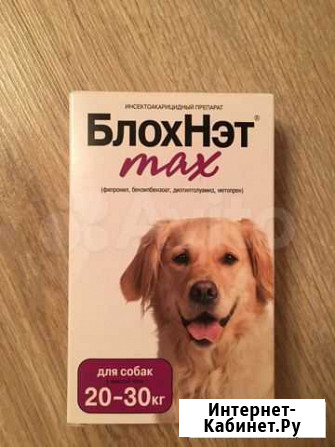 ИНСЕКТОАКАРИЦИДНЫЙ ПРЕПАРАТ
БлохНэт®
max
(фипронил, бензилбензоат, диэтилтолуамид, метопрен)
для собак
20-30кг
Интернет-
Кабинет.Ру